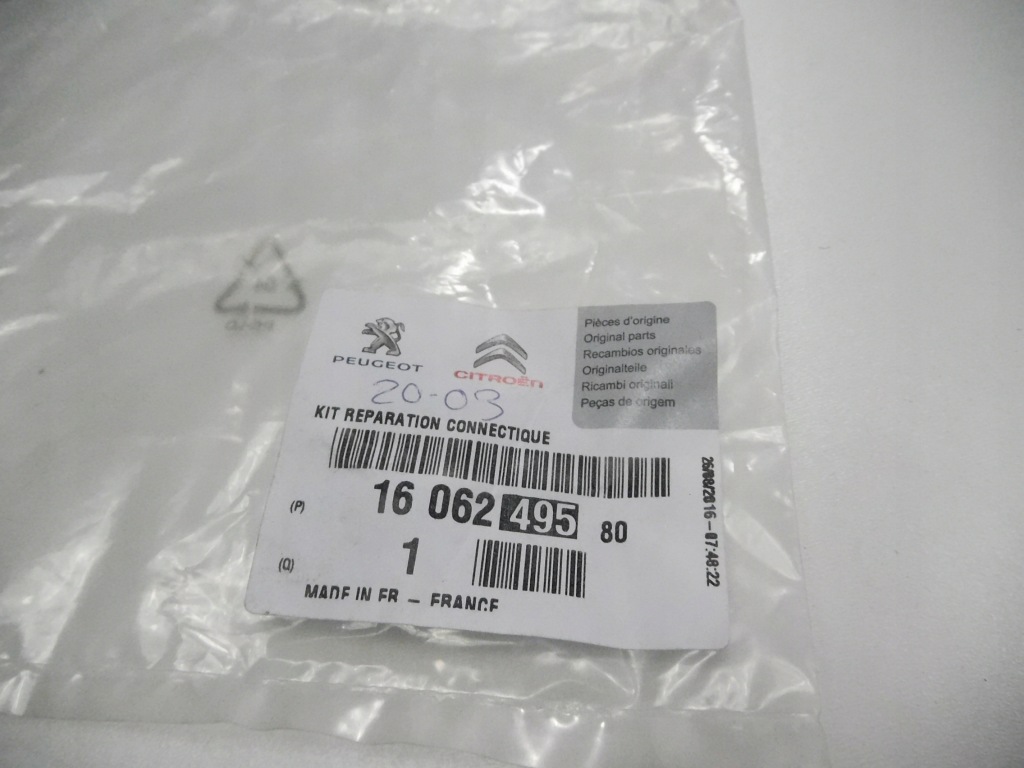 PEUGEOT
CITROËN
Pièces d'origine
Original parts
Recambios originales
Originalteile
Ricambi originali
Peças de origem
20-03
KIT REPARATION CONNECTIQUE
(P) 16 062 495 80
(Q) 1
MADE IN FR - FRANCE
26/08/2016-07:48:22